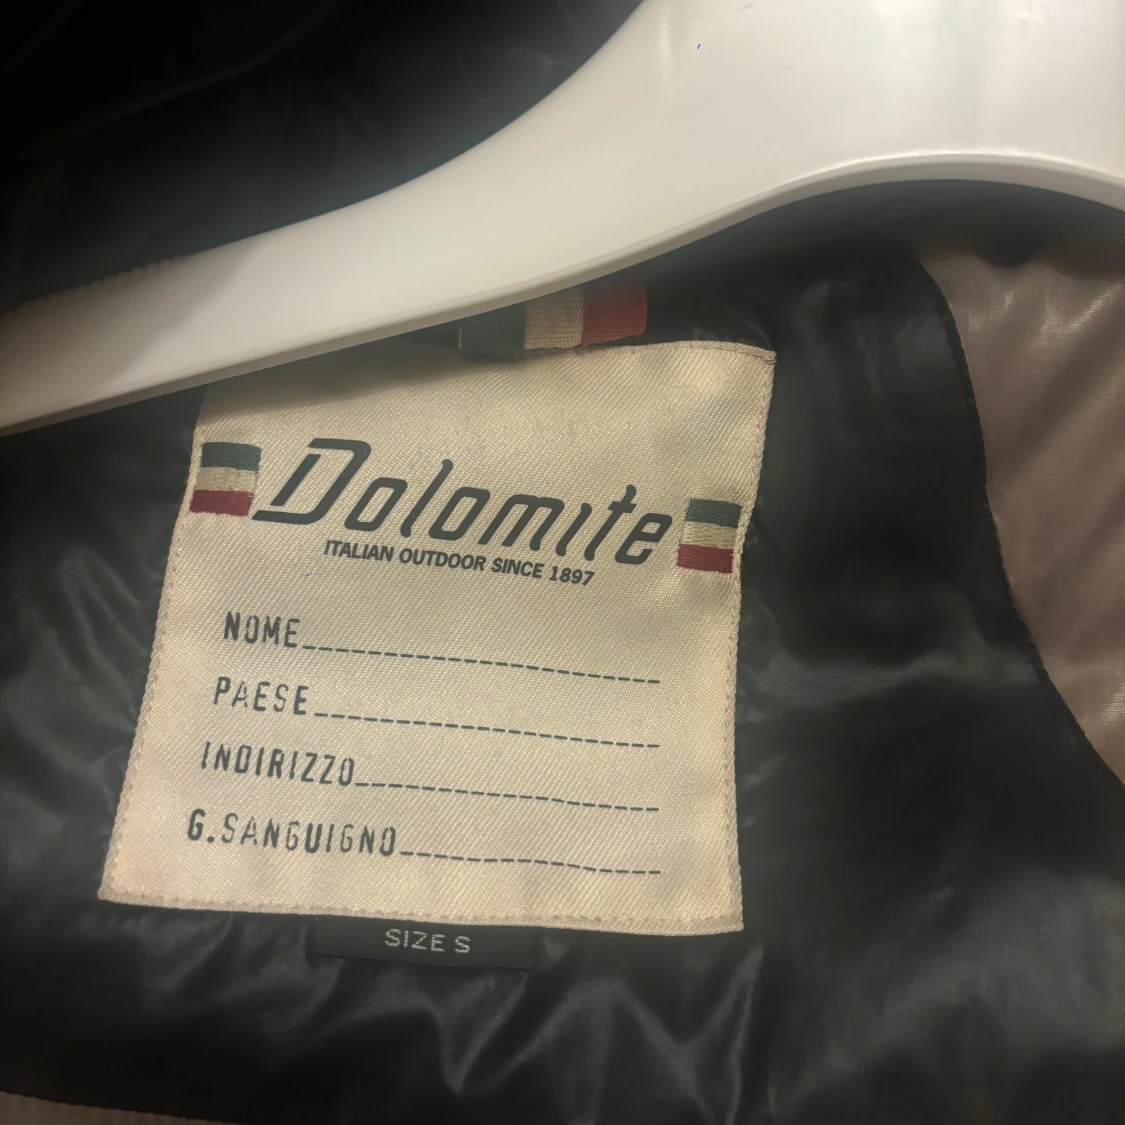 Dolomite
ITALIAN OUTDOOR SINCE 1897
NOME
PAESE
INDIRIZZO
G.SANGUIGNO
SIZE S